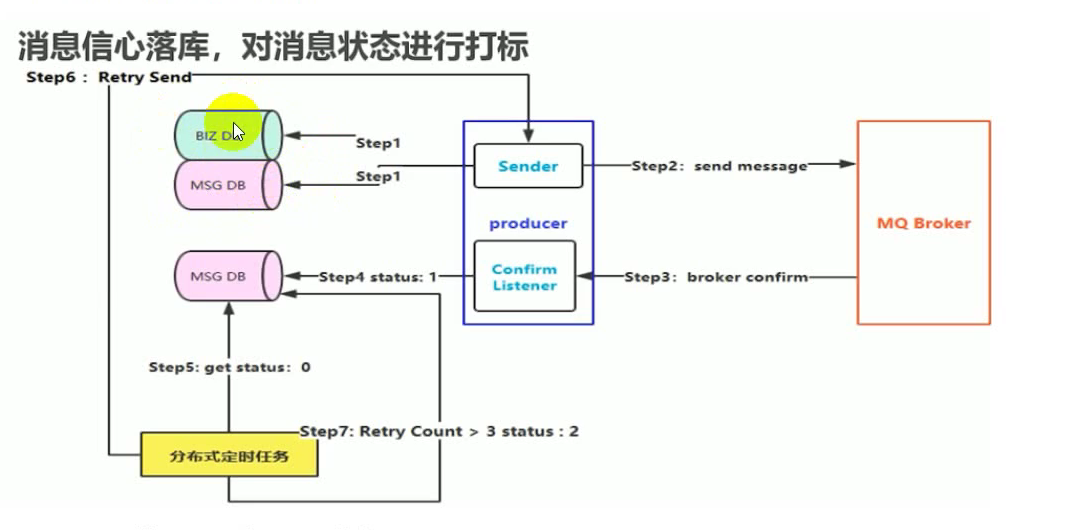 消息信心落库，对消息状态进行打标
Step6 : Retry Send
BIZ D
Step1
MSG DB
Step1
Sender
Step2: send message
producer
MQ Broker
MSG DB
Step4 status: 1
Confirm
Listener
Step3: broker confirm
Step5: get status: 0
Step7: Retry Count > 3 status : 2
分布式定时任务